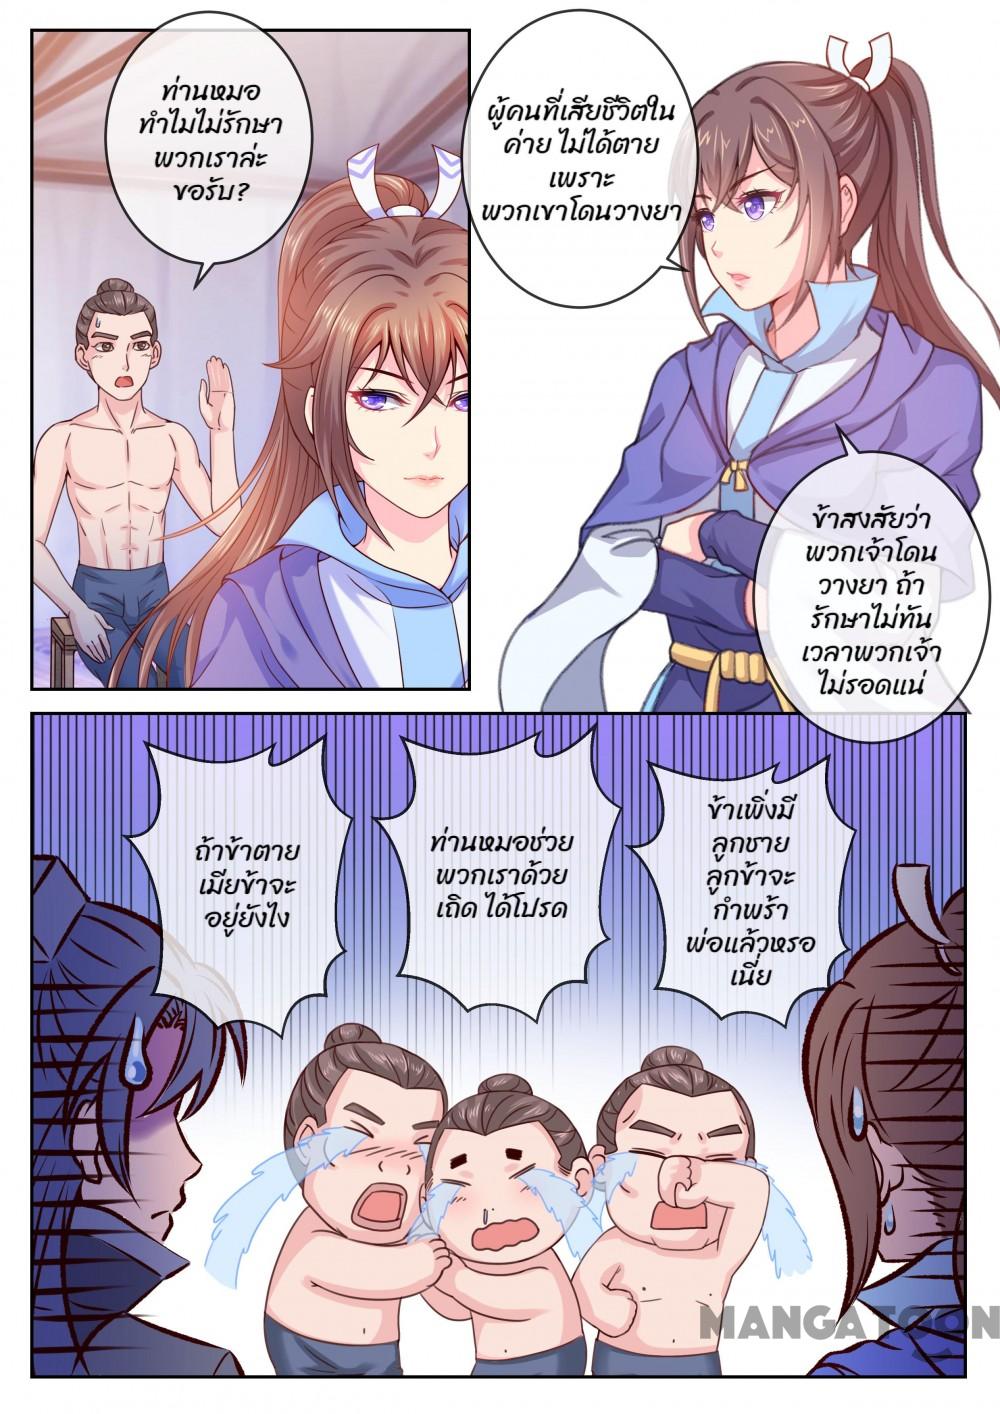 ท่านหมอ
ทำไมไม่รักษา
พวกเราล่ะ
ขอรับ?
ผู้คนที่เสียชีวิตใน
ค่าย ไม่ได้ตาย
เพราะ
พวกเขาโดนวางยา
ข้าสงสัยว่า
พวกเจ้าโดน
วางยา ถ้า
รักษาไม่ทัน
เวลาพวกเจ้า
ไม่รอดแน่
ถ้าข้าตาย
เมียข้าจะ
อยู่ยังไง
ท่านหมอช่วย
พวกเราด้วย
เถิด ได้โปรด
ข้าเพิ่งมี
ลูกชาย
ลูกข้าจะ
กำพร้า
พ่อแล้วหรอ
เนี่ย
MANGATOON